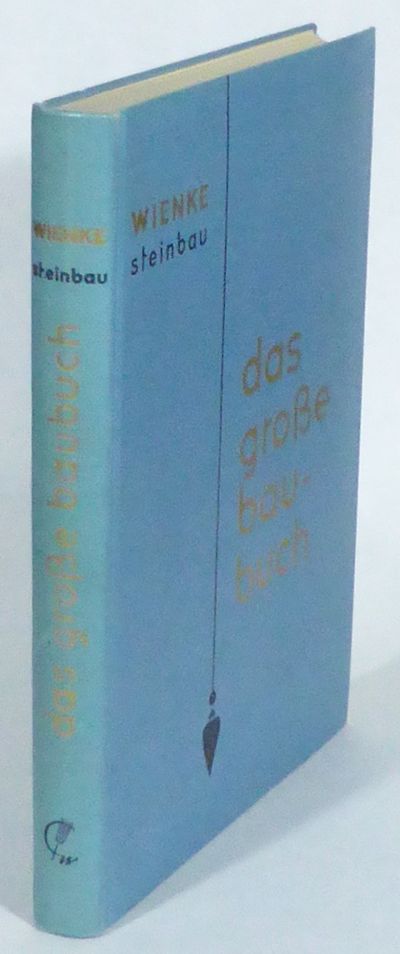 WIENKE
steinbau
das große baubuch
WIENKE
steinbau
das
große
bau-
buch